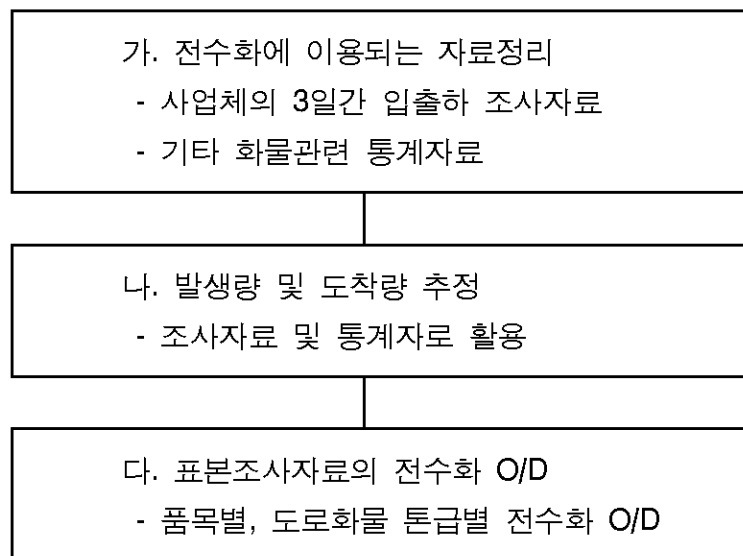 가. 전수화에 이용되는 자료정리
- 사업체의 3일간 입출하 조사자료
- 기타 화물관련 통계자료
나. 발생량 및 도착량 추정
- 조사자료 및 통계자로 활용
다. 표본조사자료의 전수화 O/D
- 품목별, 도로화물 톤급별 전수화 O/D